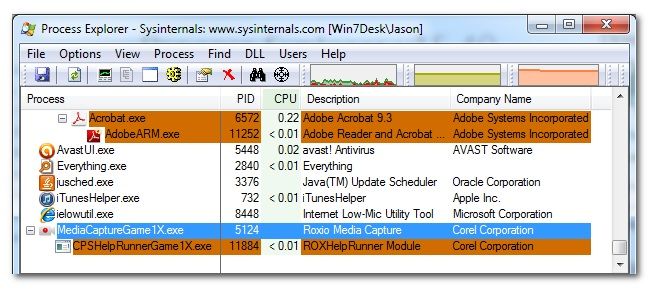 Process Explorer - Sysinternals: www.sysinternals.com [Win7Desk\Jason]
File Options View Process Find DLL Users Help
Process PID CPU Description Company Name
Acrobat.exe 6572 0.22 Adobe Acrobat 9.3 Adobe Systems Incorporated
AdobeARM.exe 11252 < 0.01 Adobe Reader and Acrobat ... Adobe Systems Incorporated
AvastUI.exe 5448 0.02 avast! Antivirus AVAST Software
Everything.exe 2840 < 0.01 Everything
jusched.exe 3376 Java(TM) Update Scheduler Oracle Corporation
iTunesHelper.exe 732 < 0.01 iTunesHelper Apple Inc.
ielowutil.exe 8448 Internet Low-Mic Utility Tool Microsoft Corporation
MediaCaptureGame1X.exe 5124 Roxio Media Capture Corel Corporation
CPSHelpRunnerGame1X.exe 11884 < 0.01 ROXHelpRunner Module Corel Corporation